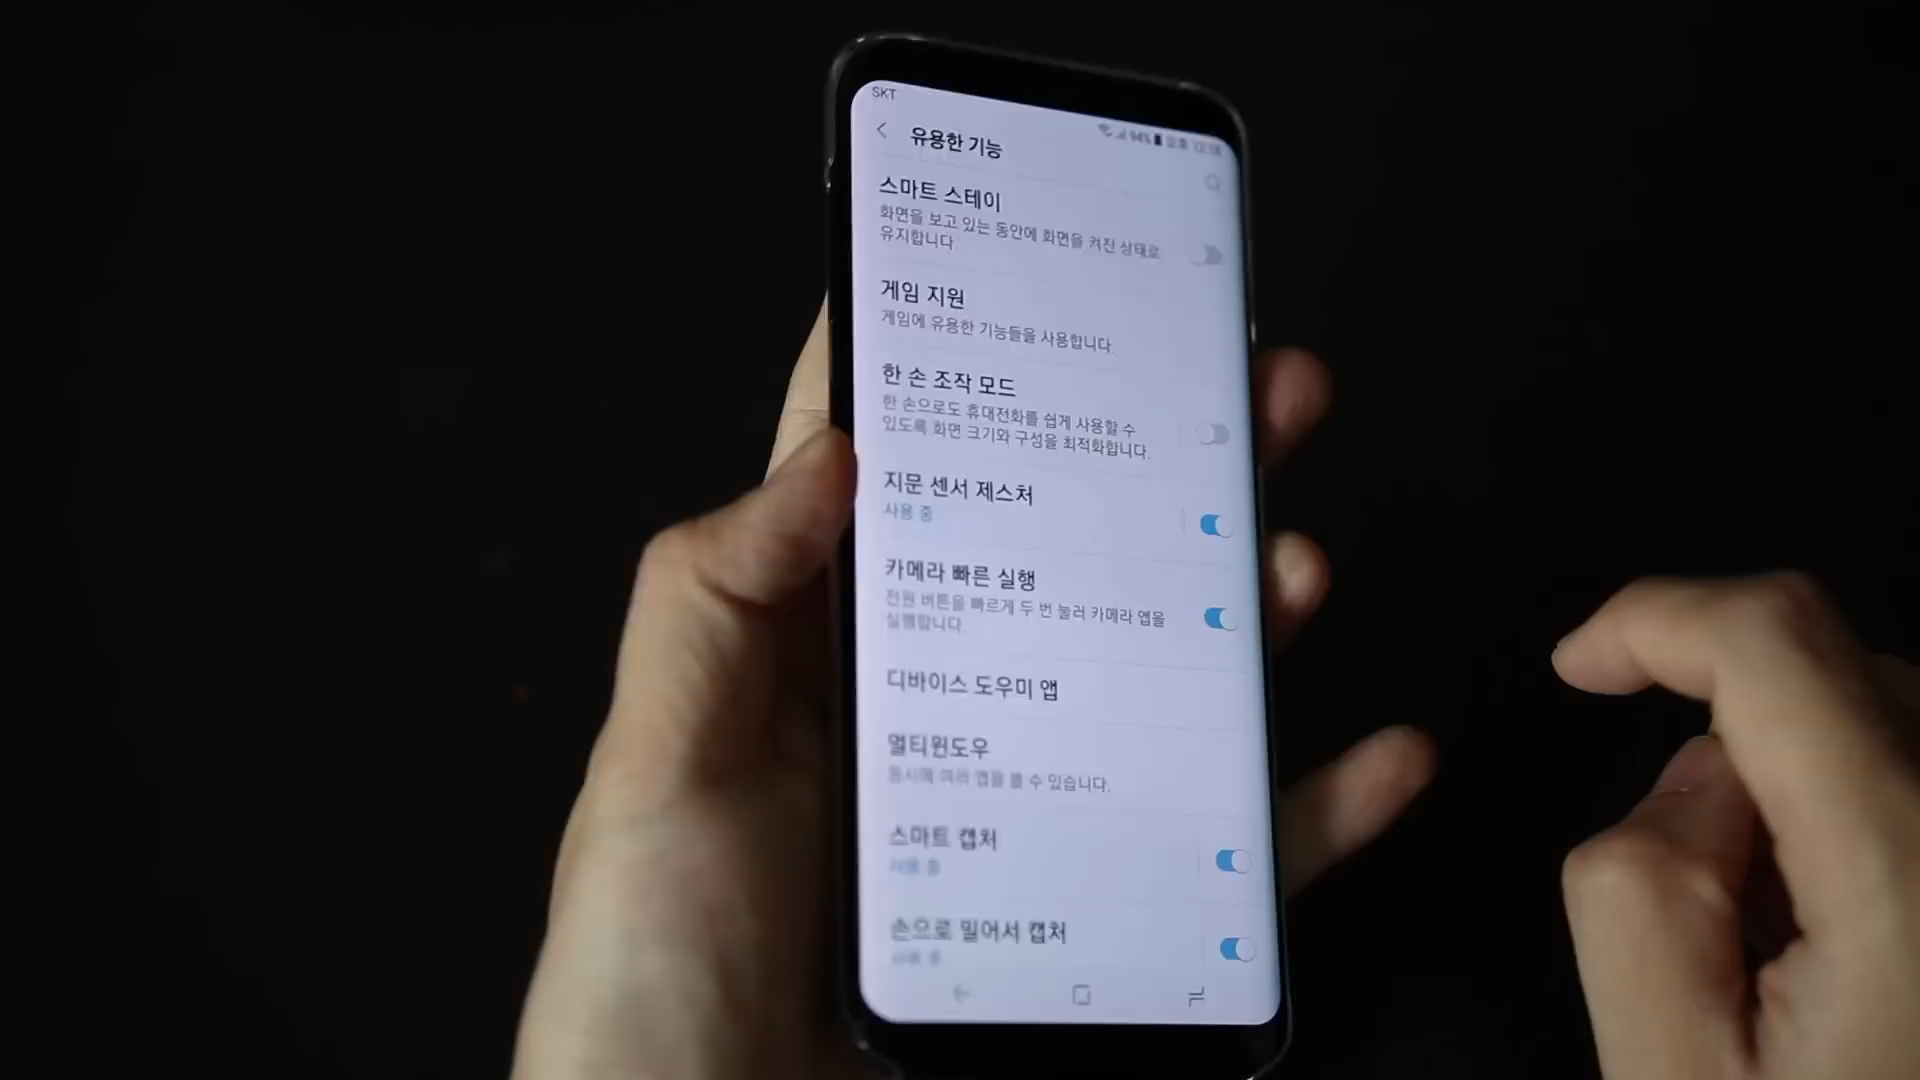 SKT
94% 오후
유용한 기능
스마트 스테이
화면을 보고 있는 동안에 화면을 켜진 상태로
유지합니다.
게임 지원
게임에 유용한 기능들을 사용합니다.
한 손 조작 모드
한 손으로도 휴대전화를 쉽게 사용할 수
있도록 화면 크기와 구성을 최적화합니다.
지문 센서 제스처
사용 중
카메라 빠른 실행
전원 버튼을 빠르게 두 번 눌러 카메라 앱을
실행합니다.
디바이스 도우미 앱
멀티윈도우
동시에 여러 앱을 볼 수 있습니다.
스마트 캡처
사용 중
손으로 밀어서 캡처
사용 중